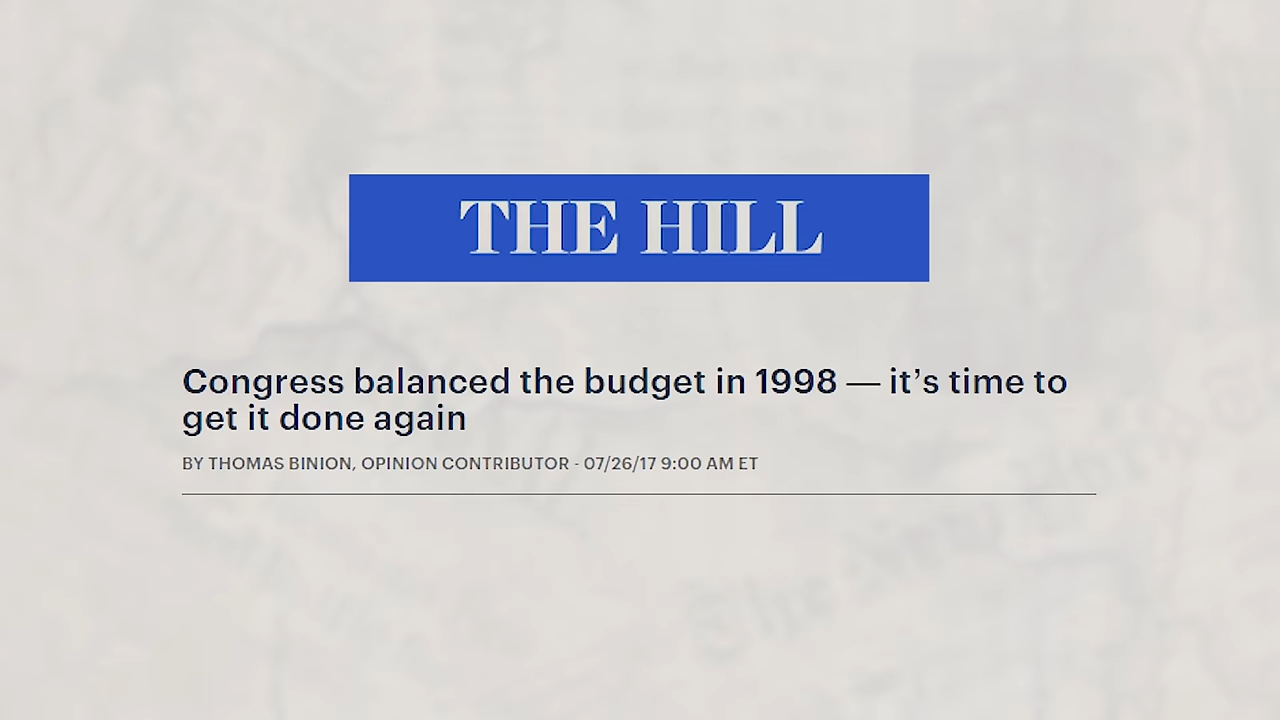 THE HILL
Congress balanced the budget in 1998 — it’s time to
get it done again
BY THOMAS BINION, OPINION CONTRIBUTOR - 07/26/17 9:00 AM ET